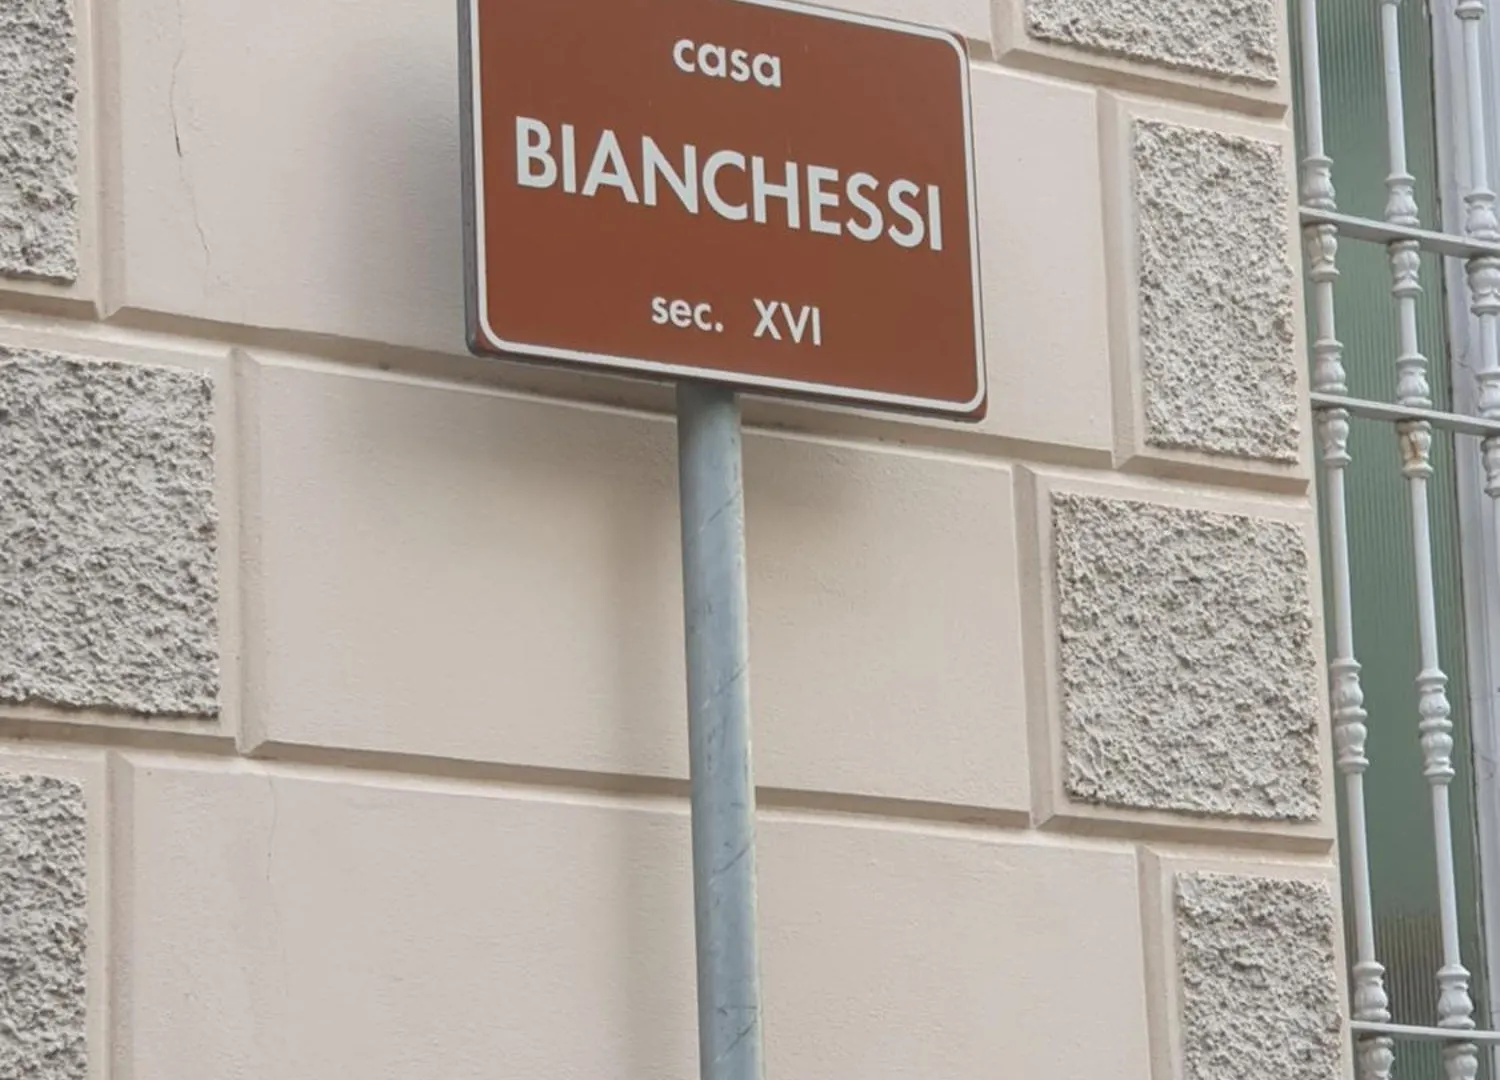 casa
BIANCHESSI
sec. XVI